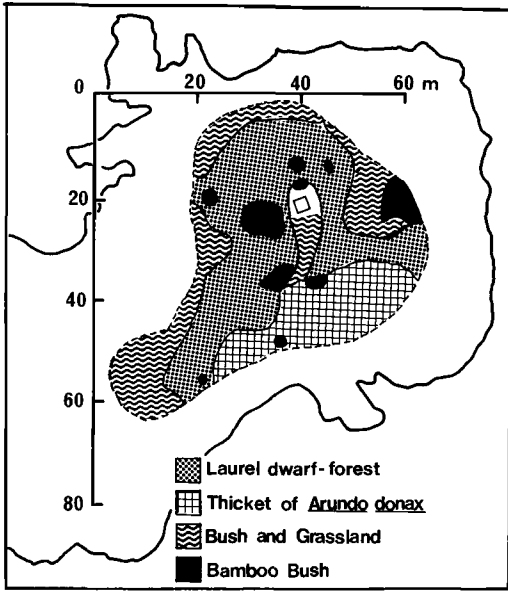 0 20 40 60 m
20
40
60
80
Laurel dwarf-forest
Thicket of Arundo donax
Bush and Grassland
Bamboo Bush